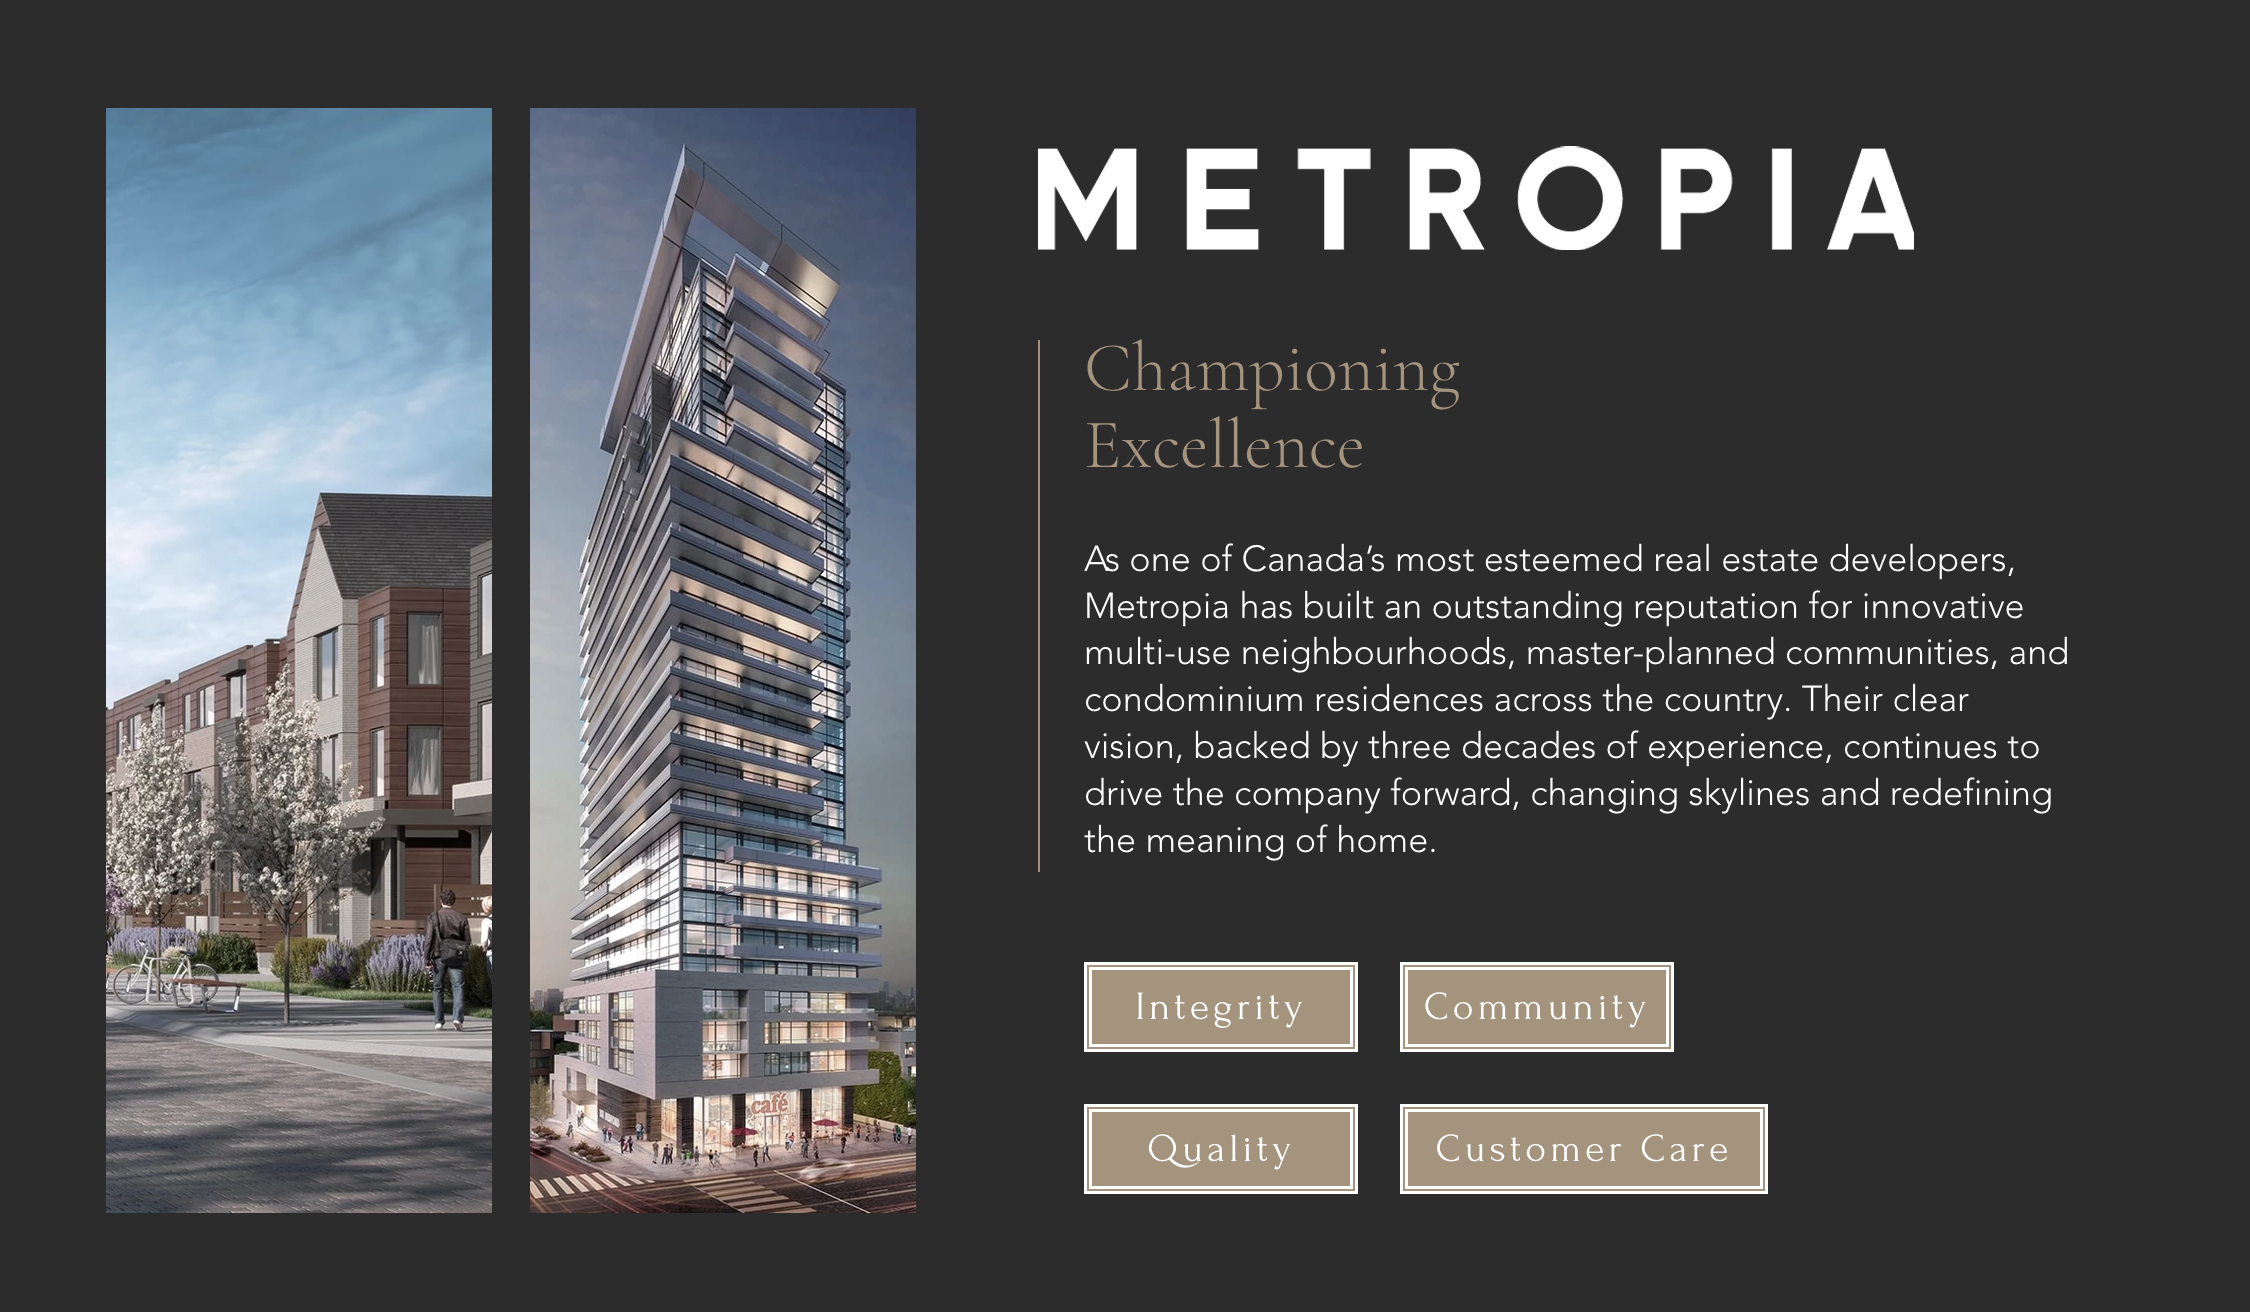 METROPIA
Championing
Excellence
As one of Canada’s most esteemed real estate developers,
Metropia has built an outstanding reputation for innovative
multi-use neighbourhoods, master-planned communities, and
condominium residences across the country. Their clear
vision, backed by three decades of experience, continues to
drive the company forward, changing skylines and redefining
the meaning of home.
Integrity
Community
Quality
Customer Care
café